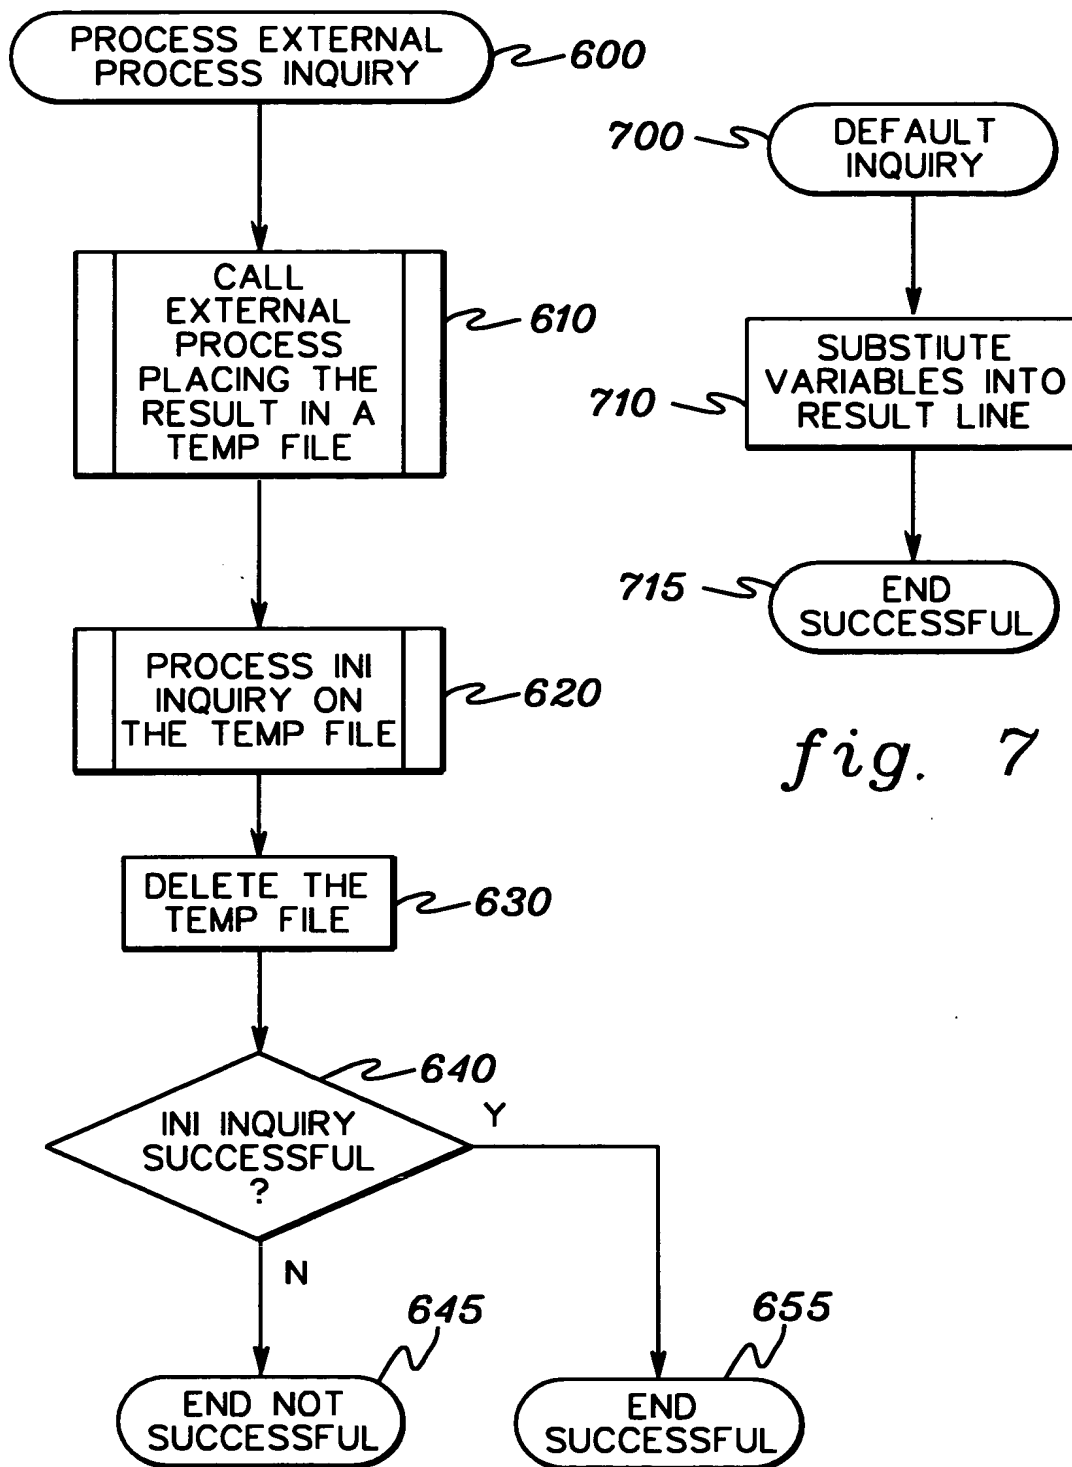 PROCESS EXTERNAL
PROCESS INQUIRY
600
CALL
EXTERNAL
PROCESS
PLACING THE
RESULT IN A
TEMP FILE
610
PROCESS INI
INQUIRY ON
THE TEMP FILE
620
DELETE THE
TEMP FILE
630
INI INQUIRY
SUCCESSFUL
?
640
Y
N
645
END NOT
SUCCESSFUL
655
END
SUCCESSFUL
700
DEFAULT
INQUIRY
SUBSTIUTE
VARIABLES INTO
RESULT LINE
710
715
END
SUCCESSFUL
fig. 7